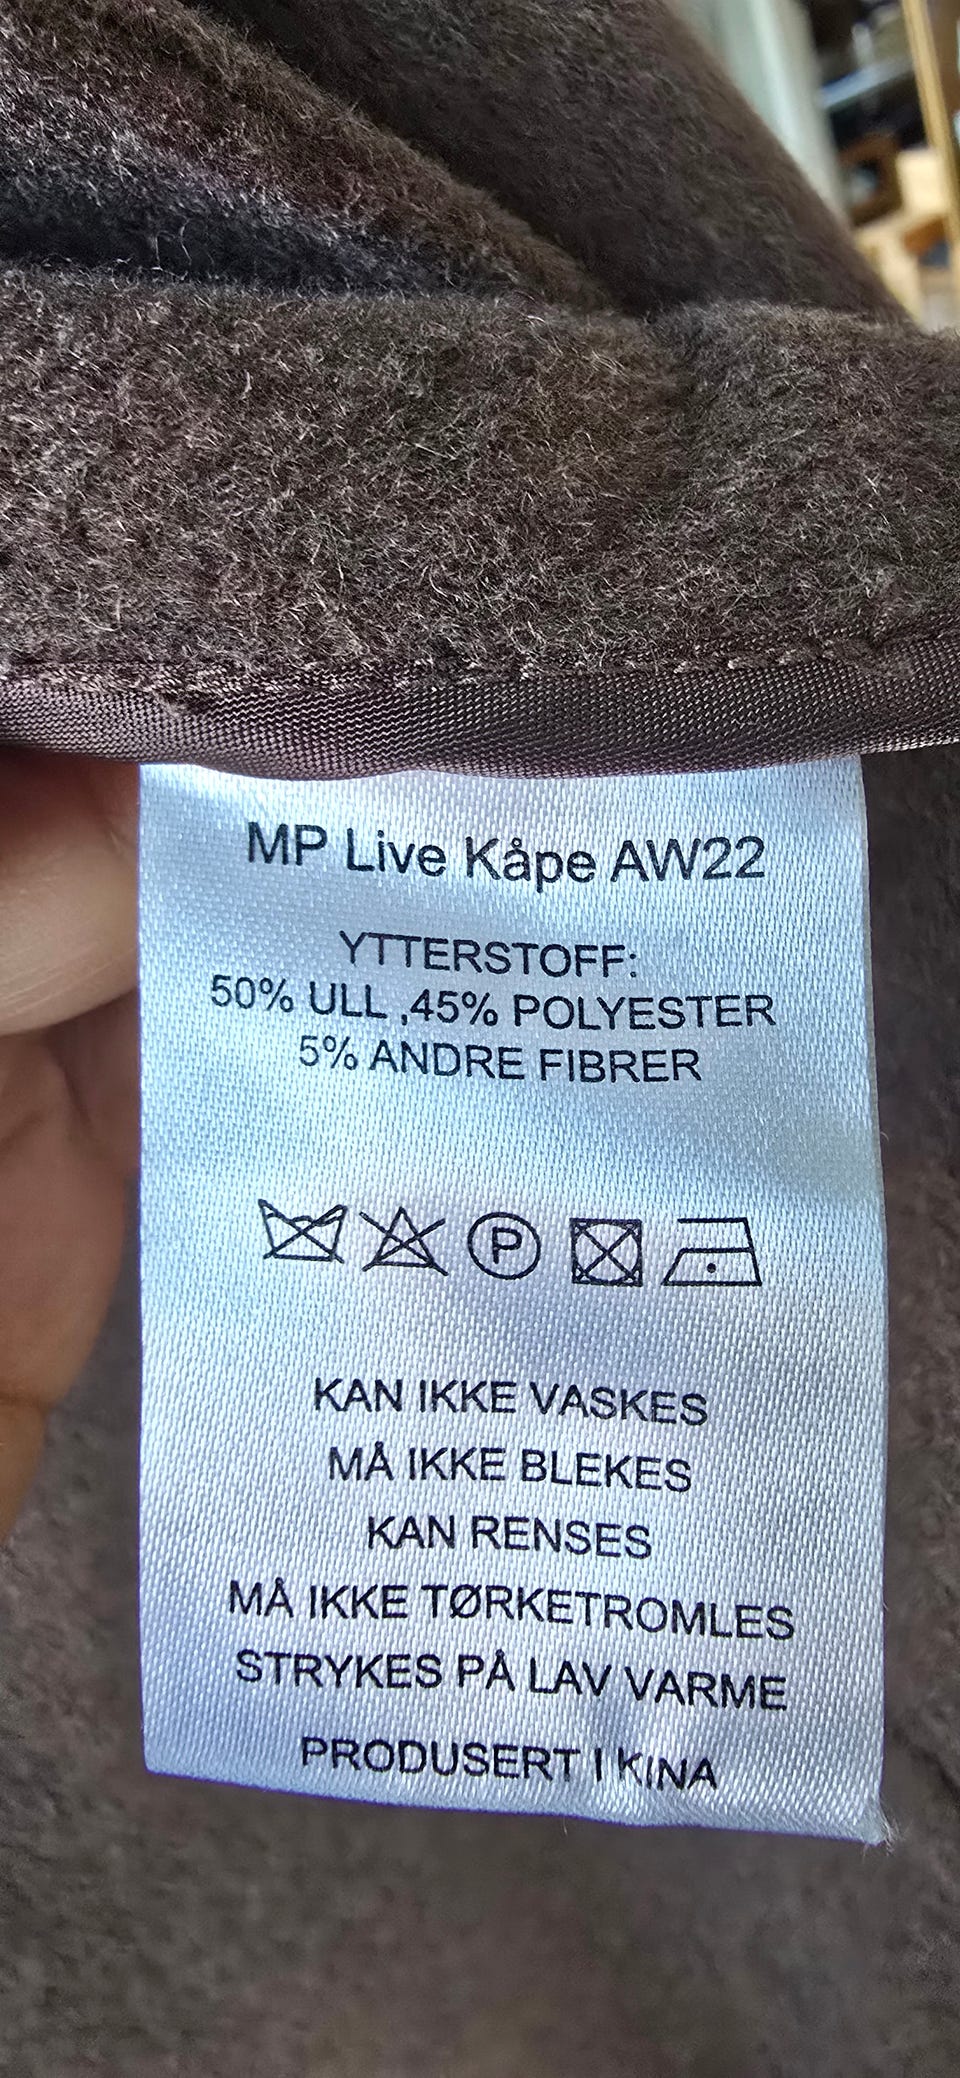 MP Live Kåpe AW22
YTTERSTOFF:
50% ULL ,45% POLYESTER
5% ANDRE FIBRER
P
KAN IKKE VASKES
MÅ IKKE BLEKES
KAN RENSES
MÅ IKKE TØRKETROMLES
STRYKES PÅ LAV VARME
PRODUSERT I KINA